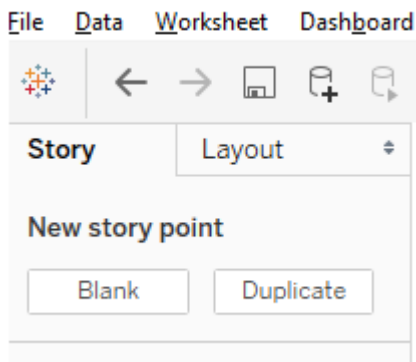 File Data Worksheet Dashboard
Story Layout
New story point
Blank Duplicate